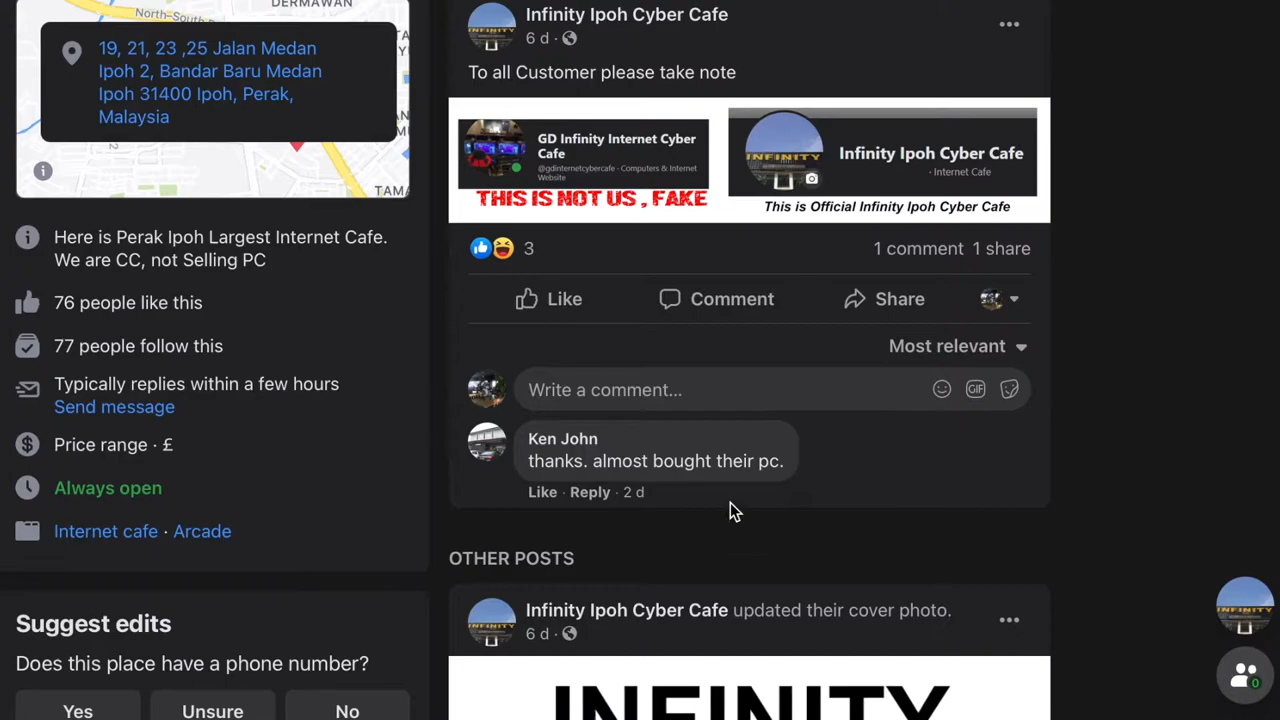 DERMAWAN
North-South
19, 21, 23 ,25 Jalan Medan
Ipoh 2, Bandar Baru Medan
Ipoh 31400 Ipoh, Perak,
Malaysia
Here is Perak Ipoh Largest Internet Cafe.
We are CC, not Selling PC
76 people like this
77 people follow this
Typically replies within a few hours
Send message
Price range · £
Always open
Internet cafe · Arcade
Suggest edits
Does this place have a phone number?
Yes
Unsure
No
Infinity Ipoh Cyber Cafe
6 d ·
To all Customer please take note
GD Infinity Internet Cyber
Cafe
@gdinternetcybercafe · Computers & Internet
Website
THIS IS NOT US , FAKE
INFINITY
Infinity Ipoh Cyber Cafe
· Internet Cafe
This is Official Infinity Ipoh Cyber Cafe
3
1 comment 1 share
Like
Comment
Share
Most relevant
Write a comment...
GIF
Ken John
thanks. almost bought their pc.
Like · Reply · 2 d
OTHER POSTS
Infinity Ipoh Cyber Cafe updated their cover photo.
6 d ·
INFINITY
INFINITY
0